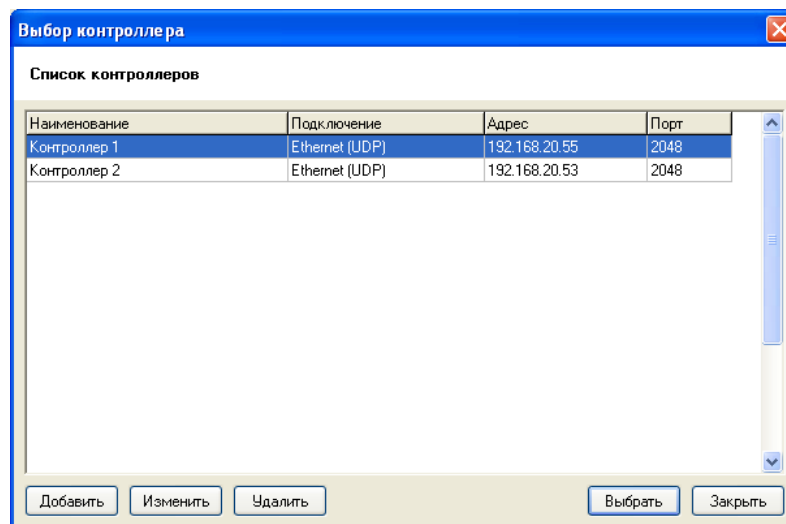 Выбор контроллера
Список контроллеров
Наименование Подключение Адрес Порт
Контроллер 1 Ethernet (UDP) 192.168.20.55 2048
Контроллер 2 Ethernet (UDP) 192.168.20.53 2048
Добавить Изменить Удалить Выбрать Закрыть